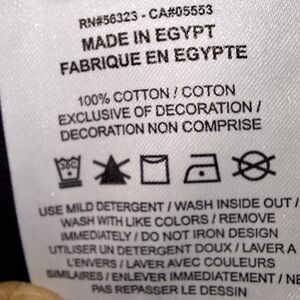 RN#56323 - CA#05553
MADE IN EGYPT
FABRIQUE EN EGYPTE
100% COTTON / COTON
EXCLUSIVE OF DECORATION /
DECORATION NON COMPRISE
USE MILD DETERGENT / WASH INSIDE OUT /
WASH WITH LIKE COLORS / REMOVE
IMMEDIATELY / DO NOT IRON DESIGN
UTILISER UN DETERGENT DOUX / LAVER A
L'ENVERS / LAVER AVEC COULEURS
SIMILAIRES / ENLEVER IMMEDIATEMENT / NE
PAS REPASSER LE DESSIN